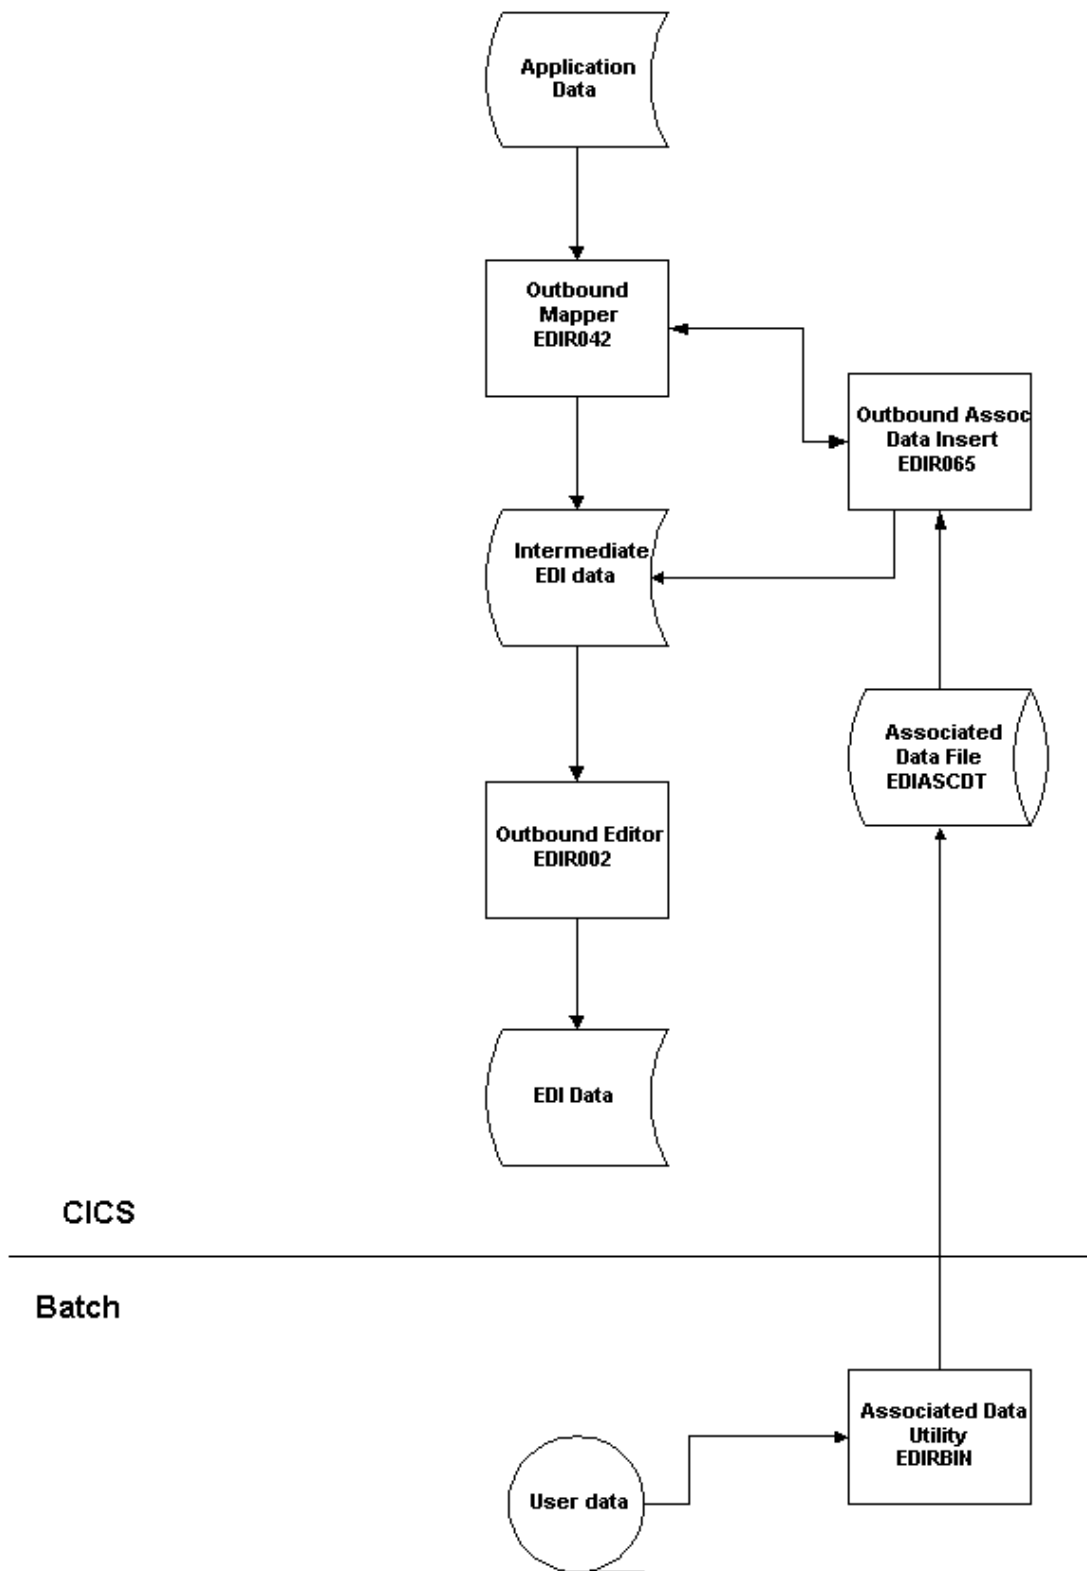 Application
Data
Outbound
Mapper
EDIR042
Outbound Assoc
Data Insert
EDIR065
Intermediate
EDI data
Associated
Data File
EDIASCDT
Outbound Editor
EDIR002
EDI Data
CICS
Batch
Associated Data
Utility
EDIRBIN
User data